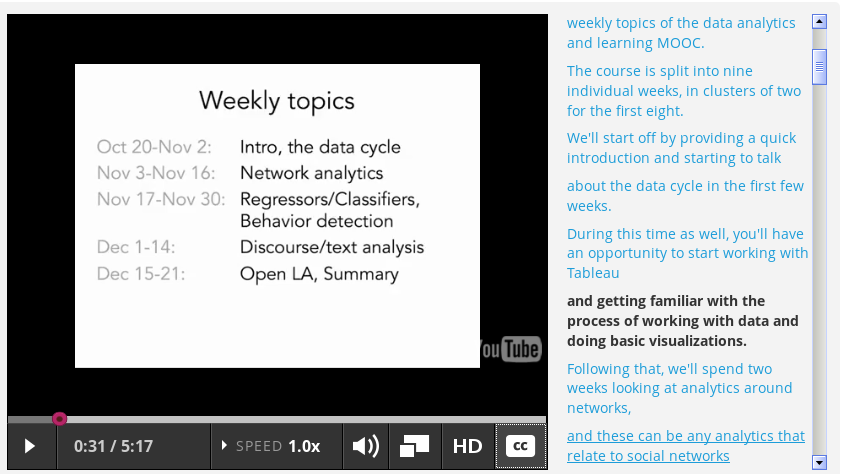 Weekly topics
Oct 20-Nov 2: Intro, the data cycle
Nov 3-Nov 16: Network analytics
Nov 17-Nov 30: Regressors/Classifiers,
Behavior detection
Dec 1-14: Discourse/text analysis
Dec 15-21: Open LA, Summary
YouTube
0:31 / 5:17
SPEED 1.0x
HD
cc
weekly topics of the data analytics
and learning MOOC.
The course is split into nine
individual weeks, in clusters of two
for the first eight.
We'll start off by providing a quick
introduction and starting to talk
about the data cycle in the first few
weeks.
During this time as well, you'll have
an opportunity to start working with
Tableau
and getting familiar with the
process of working with data and
doing basic visualizations.
Following that, we'll spend two
weeks looking at analytics around
networks,
and these can be any analytics that
relate to social networks